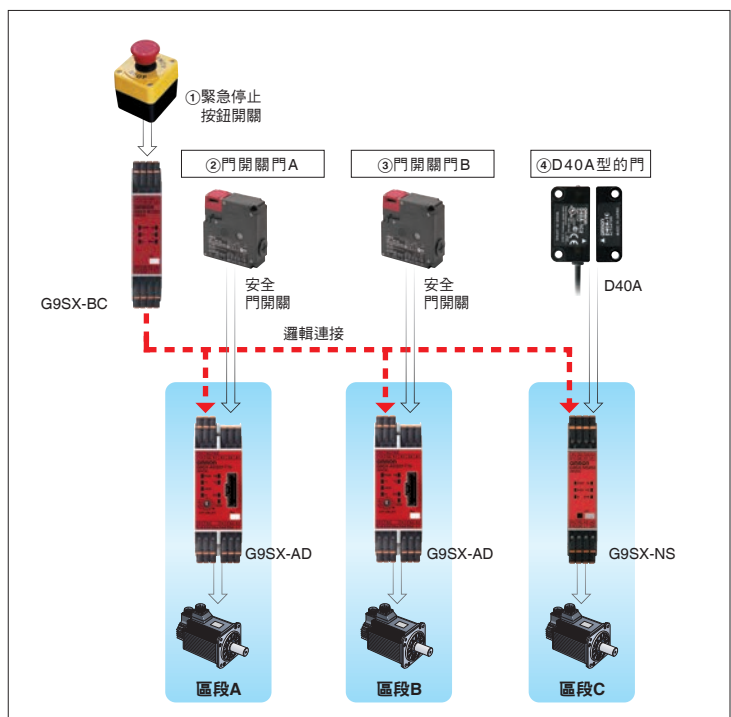 ①緊急停止
按鈕開關
②門開關門A
③門開關門B
④D40A型的門
安全
門開關
安全
門開關
D40A
G9SX-BC
邏輯連接
G9SX-AD
G9SX-AD
G9SX-NS
區段A
區段B
區段C